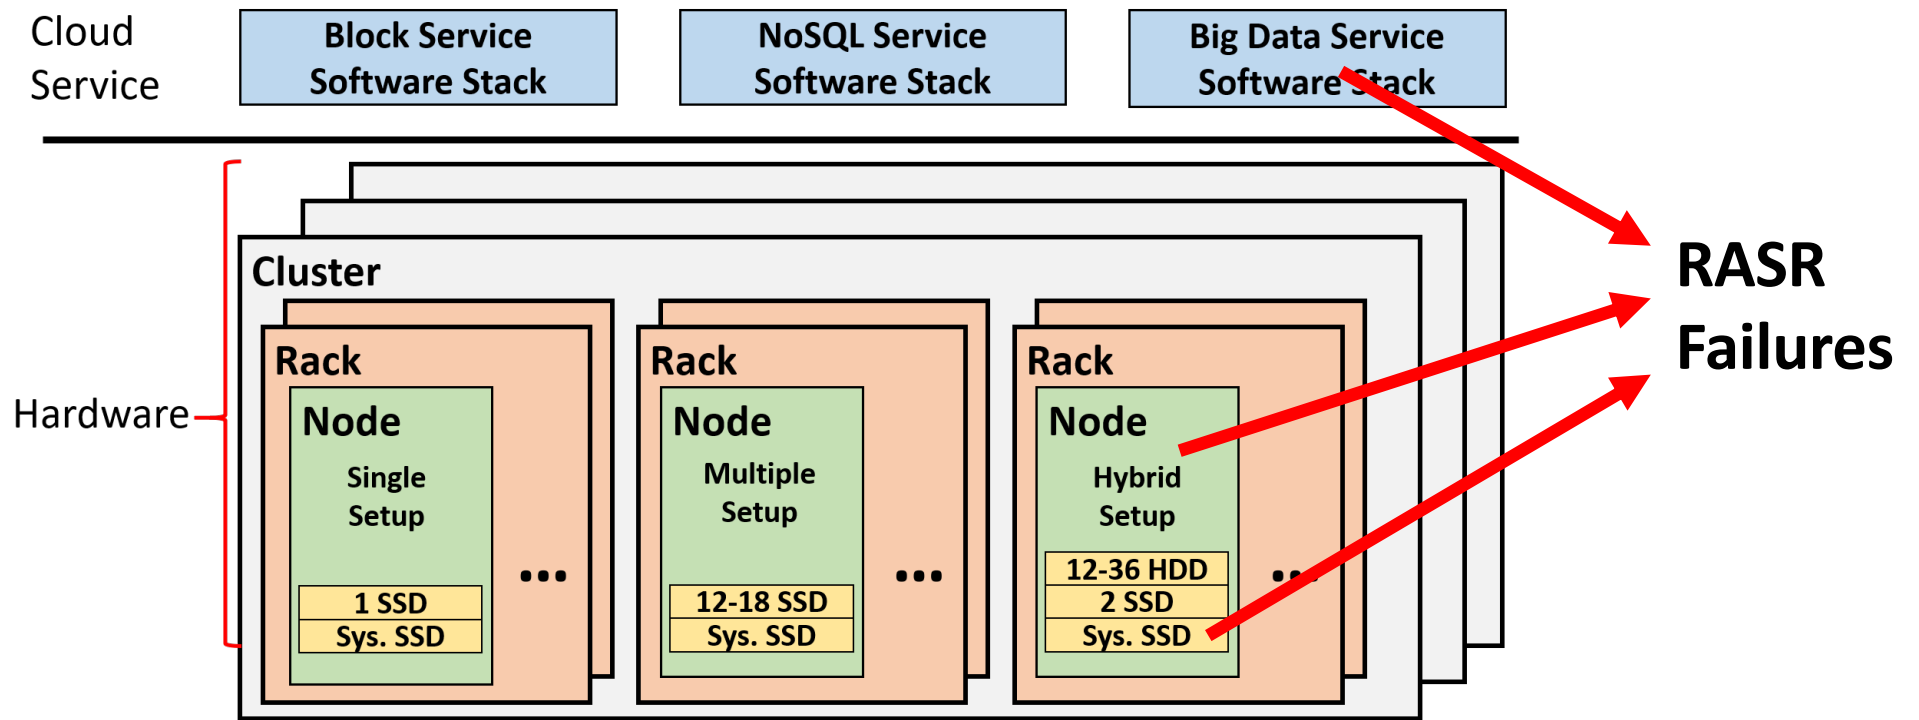 Cloud
Service
Block Service
Software Stack
NoSQL Service
Software Stack
Big Data Service
Software Stack
Hardware
Cluster
Rack
Node
Single
Setup
1 SSD
Sys. SSD
...
Rack
Node
Multiple
Setup
12-18 SSD
Sys. SSD
...
Rack
Node
Hybrid
Setup
12-36 HDD
2 SSD
Sys. SSD
...
RASR
Failures